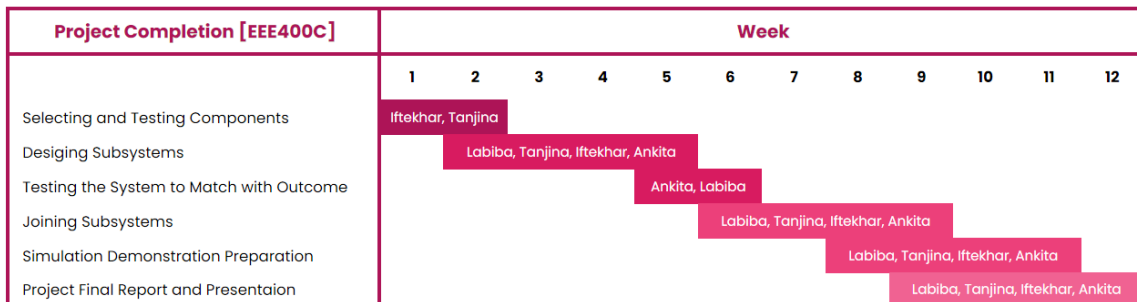 Project Completion [EEE400C] Week
1 2 3 4 5 6 7 8 9 10 11 12
Selecting and Testing Components Iftekhar, Tanjina
Desiging Subsystems Labiba, Tanjina, Iftekhar, Ankita
Testing the System to Match with Outcome Ankita, Labiba
Joining Subsystems Labiba, Tanjina, Iftekhar, Ankita
Simulation Demonstration Preparation Labiba, Tanjina, Iftekhar, Ankita
Project Final Report and Presentaion Labiba, Tanjina, Iftekhar, Ankita